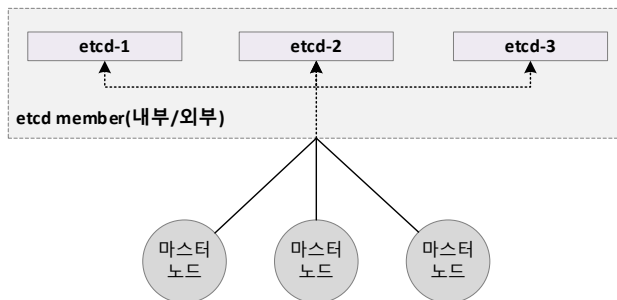 etcd-1
etcd-2
etcd-3
etcd member(내부/외부)
마스터
노드
마스터
노드
마스터
노드